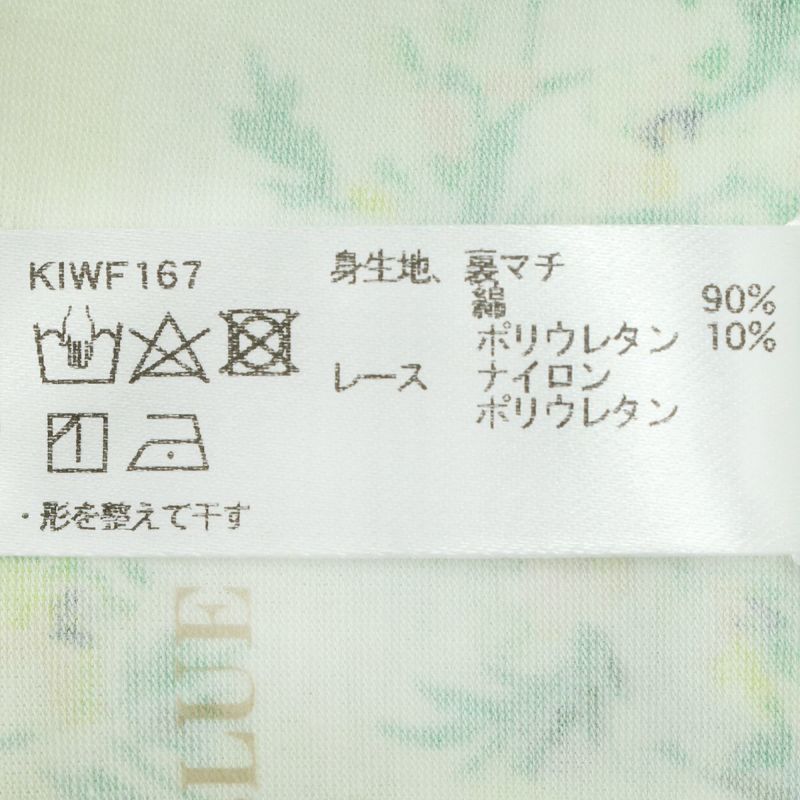 KIWF167
身生地、裏マチ
綿 90%
ポリウレタン 10%
レース ナイロン
ポリウレタン
・形を整えて干す
LUE